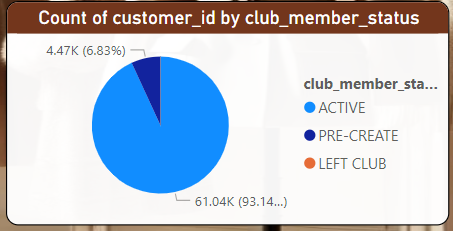 Count of customer_id by club_member_status
4.47K (6.83%)
club_member_sta...
ACTIVE
PRE-CREATE
LEFT CLUB
61.04K (93.14...)